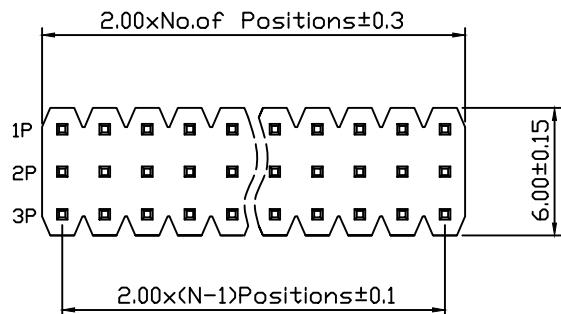 2.00xNo.of Positions±0.3
1P
2P
3P
6.00±0.15
2.00x(N-1)Positions±0.1